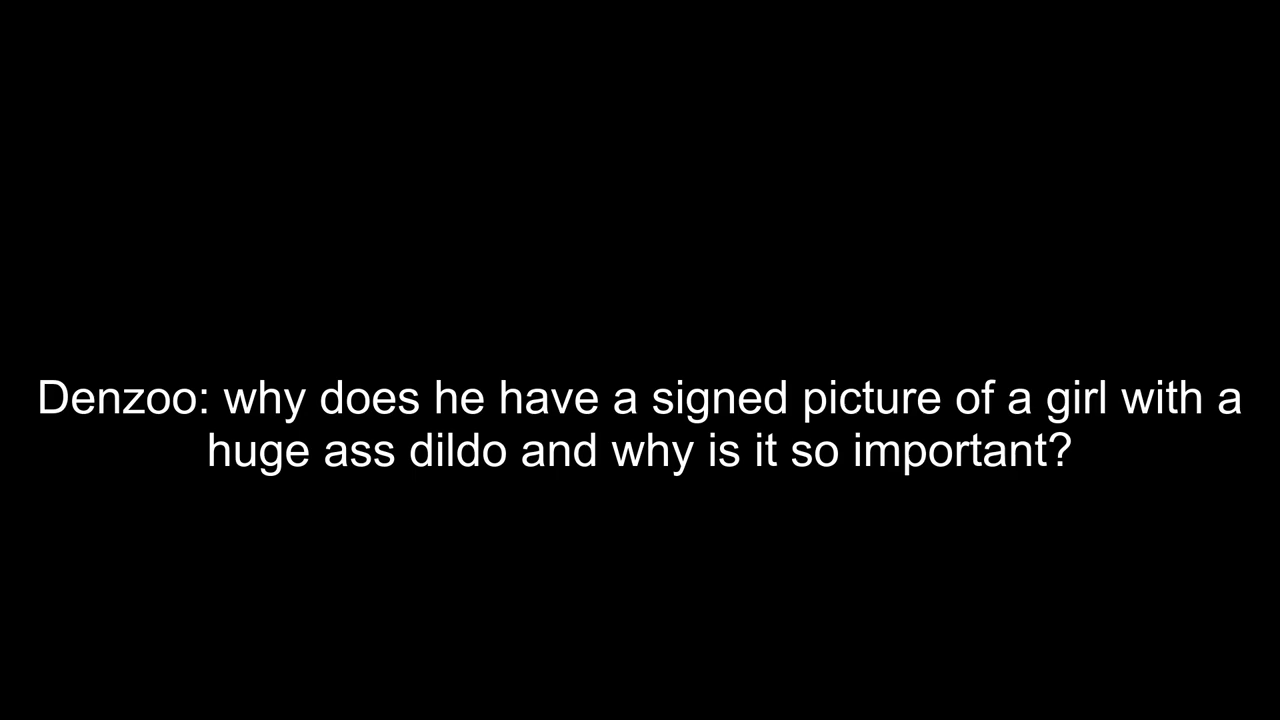 Denzoo: why does he have a signed picture of a girl with a
huge ass dildo and why is it so important?